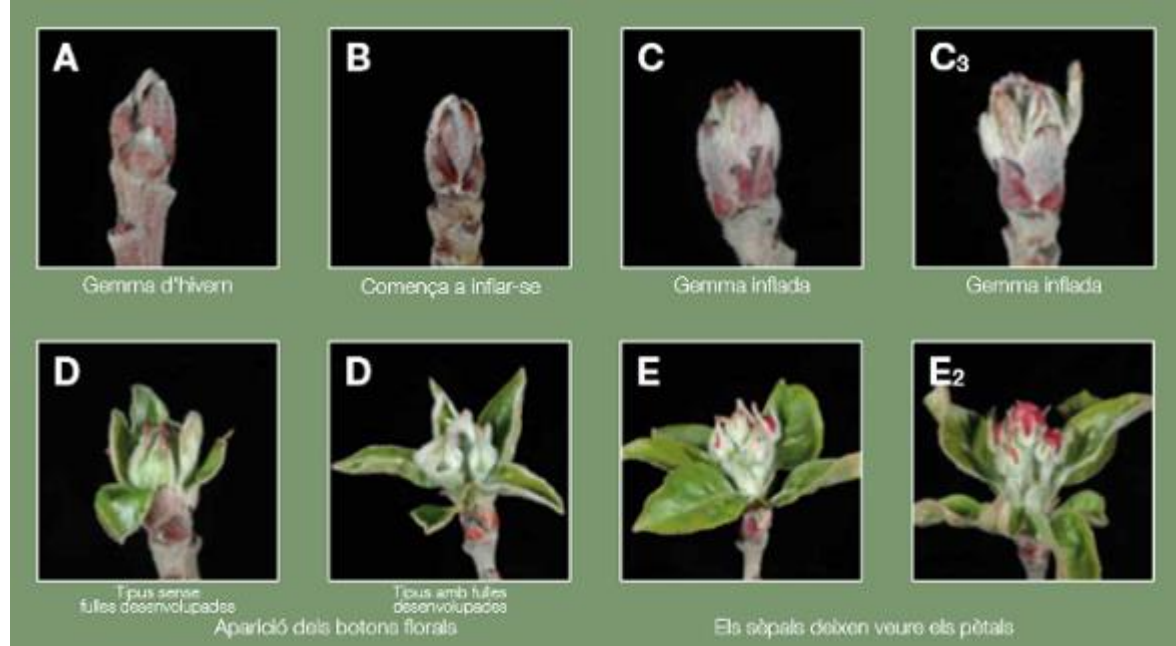 A
B
C
C3
Gemma d'hivern
Comença a inflar-se
Gemma inflada
Gemma inflada
D
D
E
E2
Tipus sense
fulles desenvolupades
Tipus amb fulles
desenvolupades
Aparició dels botons florals
Els sèpals deixen veure els pètals